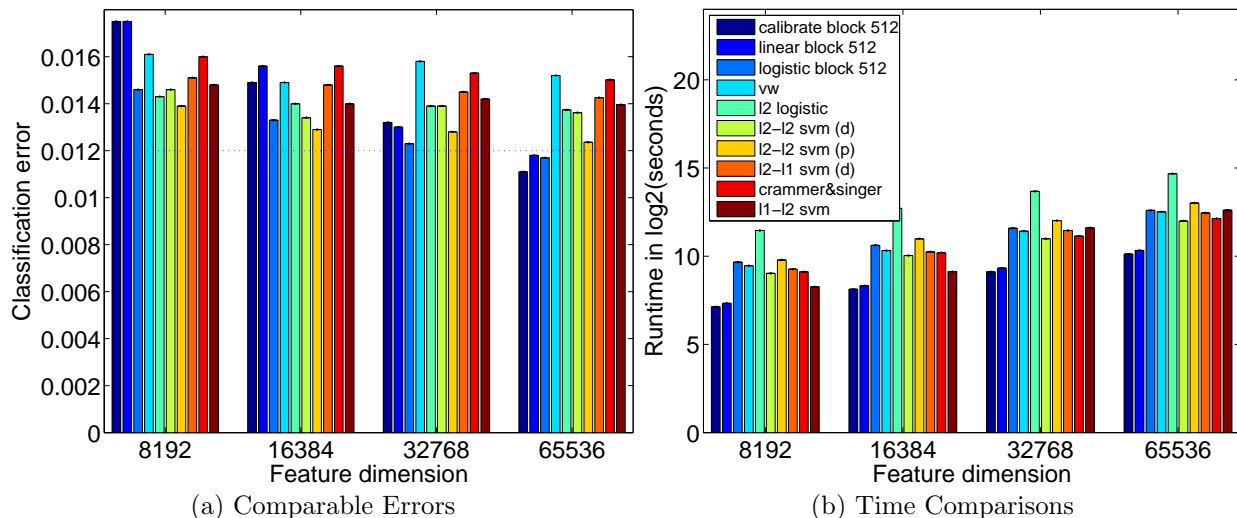 Classification error
0.016
0.014
0.012
0.01
0.008
0.006
0.004
0.002
0
8192
16384
32768
65536
Feature dimension
(a) Comparable Errors
Runtime in log2(seconds)
20
15
10
5
0
calibrate block 512
linear block 512
logistic block 512
vw
l2 logistic
l2−l2 svm (d)
l2−l2 svm (p)
l2−l1 svm (d)
crammer&singer
l1−l2 svm
8192
16384
32768
65536
Feature dimension
(b) Time Comparisons